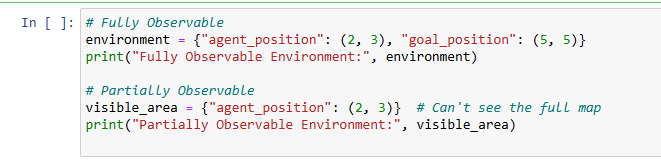 In [ ]: # Fully Observable
environment = {"agent_position": (2, 3), "goal_position": (5, 5)}
print("Fully Observable Environment:", environment)

# Partially Observable
visible_area = {"agent_position": (2, 3)}  # Can't see the full map
print("Partially Observable Environment:", visible_area)